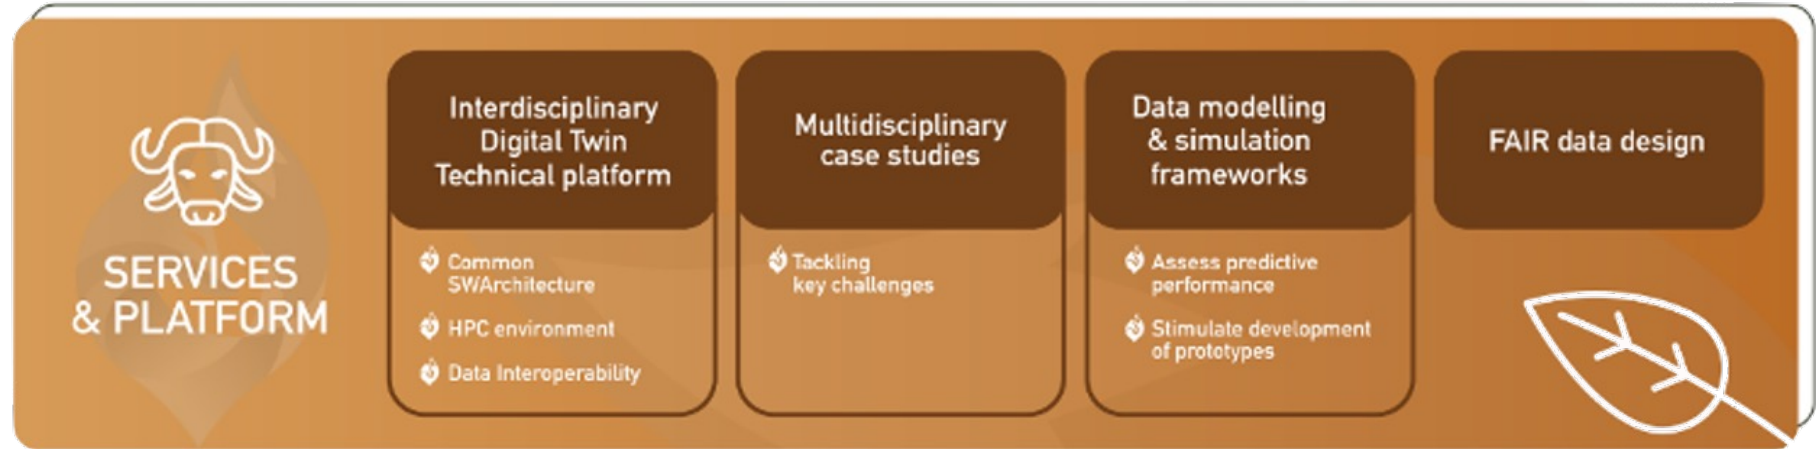 SERVICES
& PLATFORM
Interdisciplinary
Digital Twin
Technical platform
Common
SWArchitecture
HPC environment
Data Interoperability
Multidisciplinary
case studies
Tackling
key challenges
Data modelling
& simulation
frameworks
Assess predictive
performance
Stimulate development
of prototypes
FAIR data design